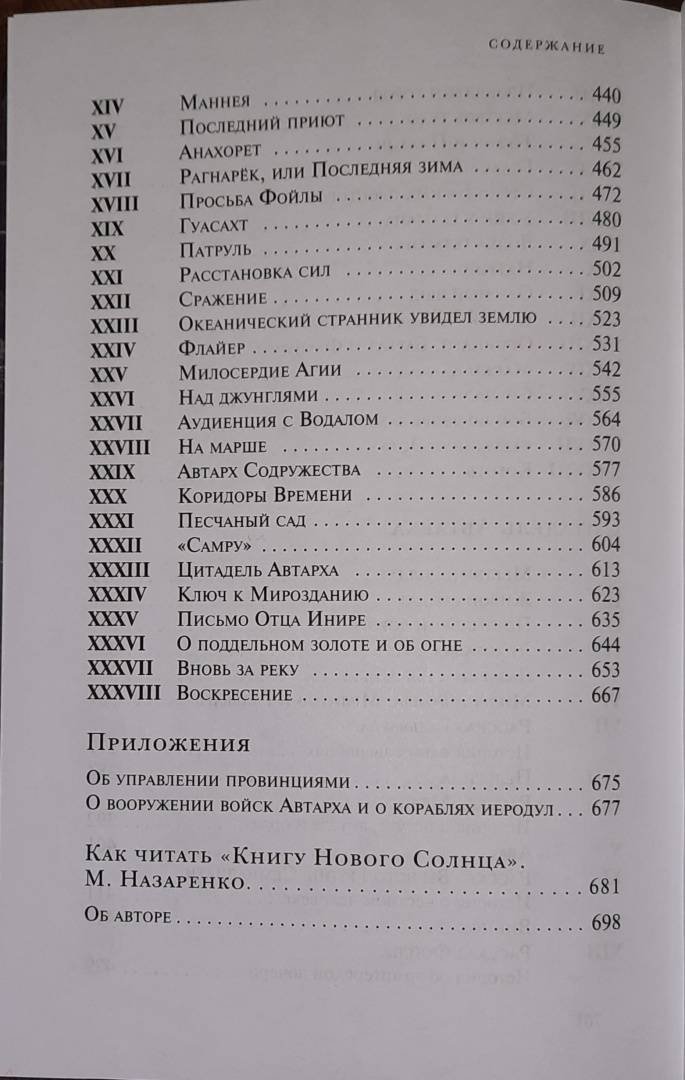 СОДЕРЖАНИЕ
XIV Маннея 440
XV Последний приют 449
XVI Анахорет 455
XVII Рагнарёк, или Последняя зима 462
XVIII Просьба Фойлы 472
XIX Гуасахт 480
XX Патруль 491
XXI Расстановка сил 502
XXII Сражение 509
XXIII Океанический странник увидел землю 523
XXIV Флайер 531
XXV Милосердие Агии 542
XXVI Над джунглями 555
XXVII Аудиенция с Водалом 564
XXVIII На марше 570
XXIX Автарх Содружества 577
XXX Коридоры Времени 586
XXXI Песчаный сад 593
XXXII «Самру» 604
XXXIII Цитадель Автарха 613
XXXIV Ключ к Мирозданию 623
XXXV Письмо Отца Инире 635
XXXVI О поддельном золоте и об огне 644
XXXVII Вновь за реку 653
XXXVIII Воскресение 667
Приложения
Об управлении провинциями 675
О вооружении войск Автарха и о кораблях иеродул 677
Как читать «Книгу Нового Солнца».
М. Назаренко 681
Об авторе 698